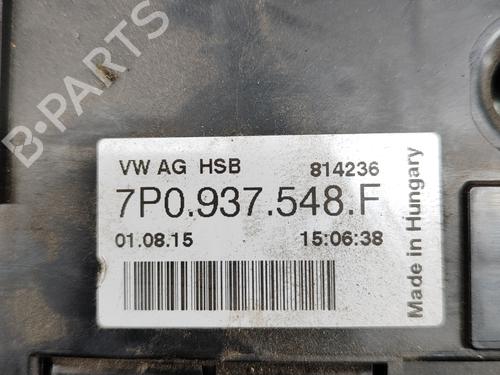 B-PARTS
VW AG HSB 814236
7P0.937.548.F
01.08.15 15:06:38
Made in Hungary